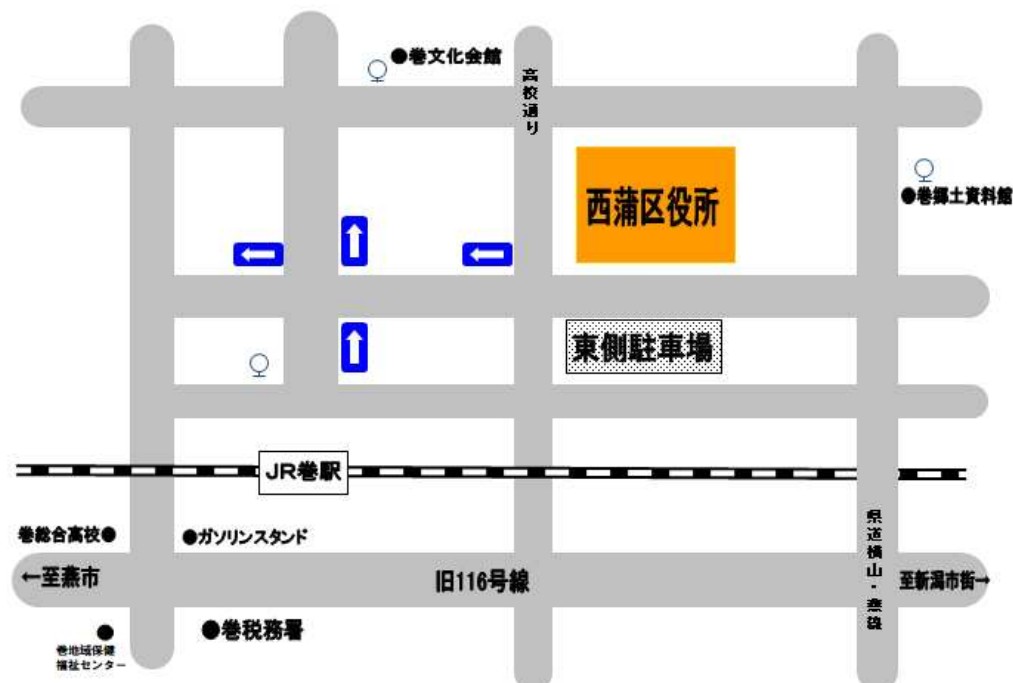 ●巻文化会館
高校通り
西蒲区役所
●巻郷土資料館
東側駐車場
JR巻駅
巻総合高校●
●ガソリンスタンド
県道横山・燕線
←至燕市
旧116号線
至新潟市街→
●巻税務署
●
巻地域保健
福祉センター